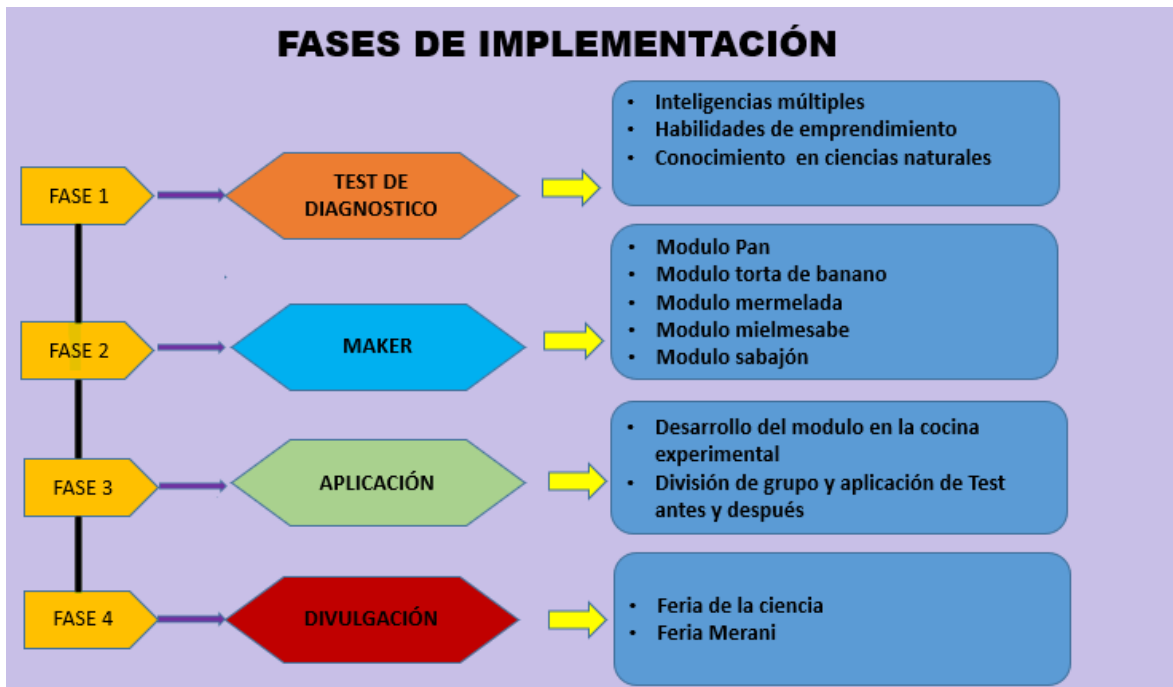 FASES DE IMPLEMENTACIÓN
FASE 1
TEST DE
DIAGNOSTICO
• Inteligencias múltiples
• Habilidades de emprendimiento
• Conocimiento en ciencias naturales
FASE 2
MAKER
• Modulo Pan
• Modulo torta de banano
• Modulo mermelada
• Modulo mielmesabe
• Modulo sabajón
FASE 3
APLICACIÓN
• Desarrollo del modulo en la cocina
experimental
• División de grupo y aplicación de Test
antes y después
FASE 4
DIVULGACIÓN
• Feria de la ciencia
• Feria Merani